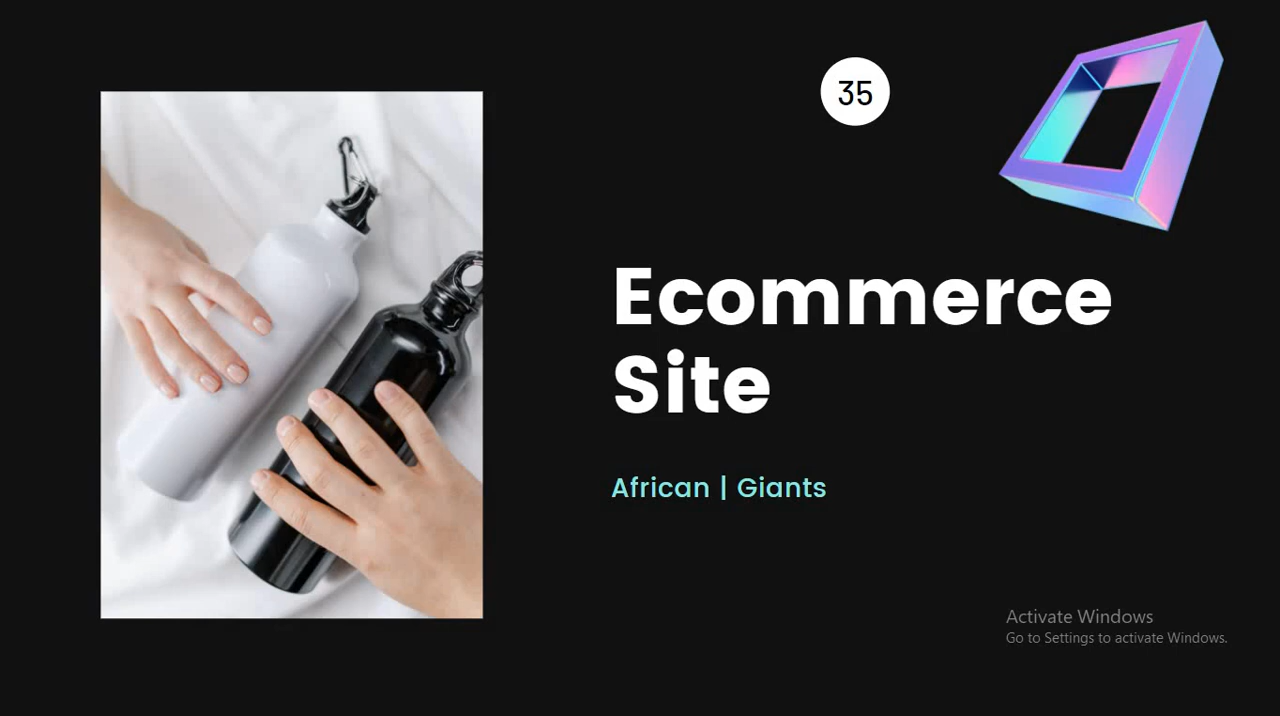 35
Ecommerce
Site
African | Giants
Activate Windows
Go to Settings to activate Windows.